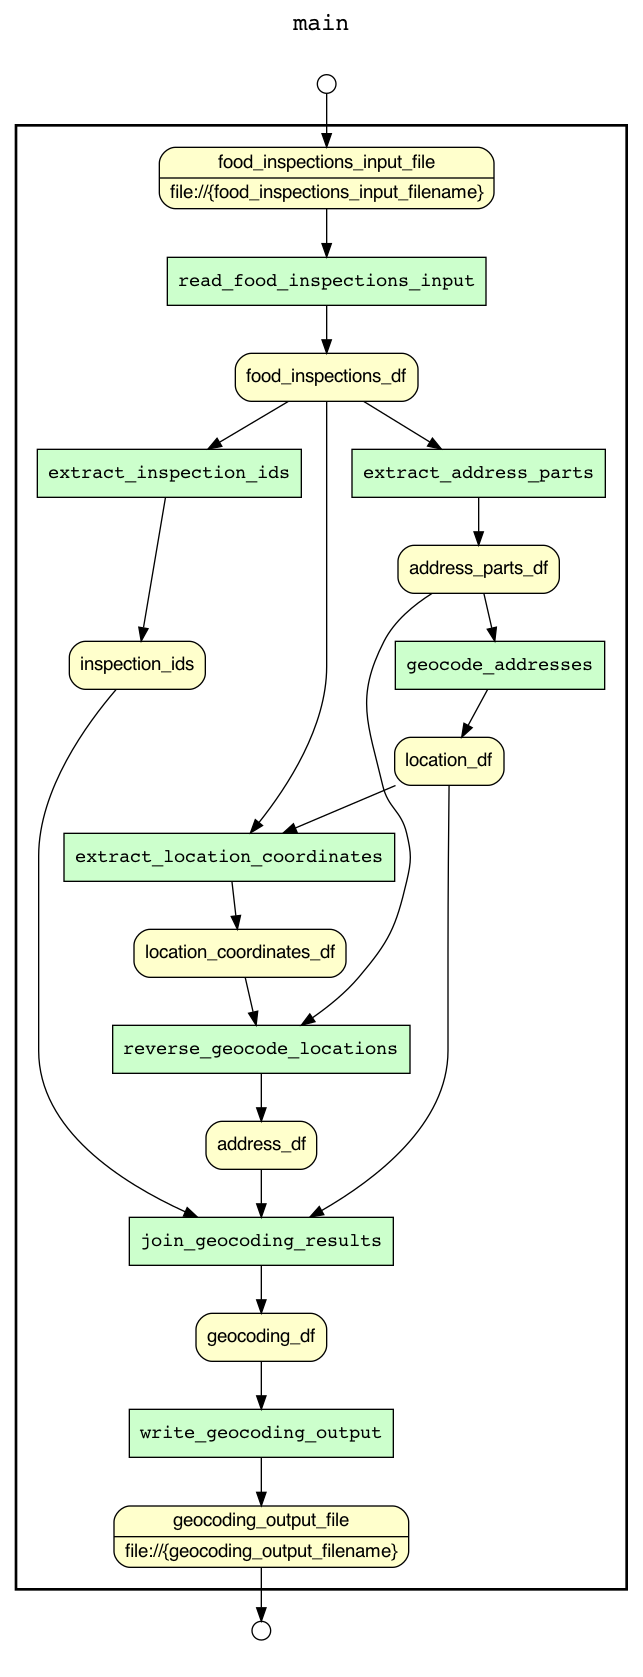 main
food_inspections_input_file
file://{food_inspections_input_filename}
read_food_inspections_input
food_inspections_df
extract_inspection_ids
extract_address_parts
address_parts_df
inspection_ids
geocode_addresses
location_df
extract_location_coordinates
location_coordinates_df
reverse_geocode_locations
address_df
join_geocoding_results
geocoding_df
write_geocoding_output
geocoding_output_file
file://{geocoding_output_filename}